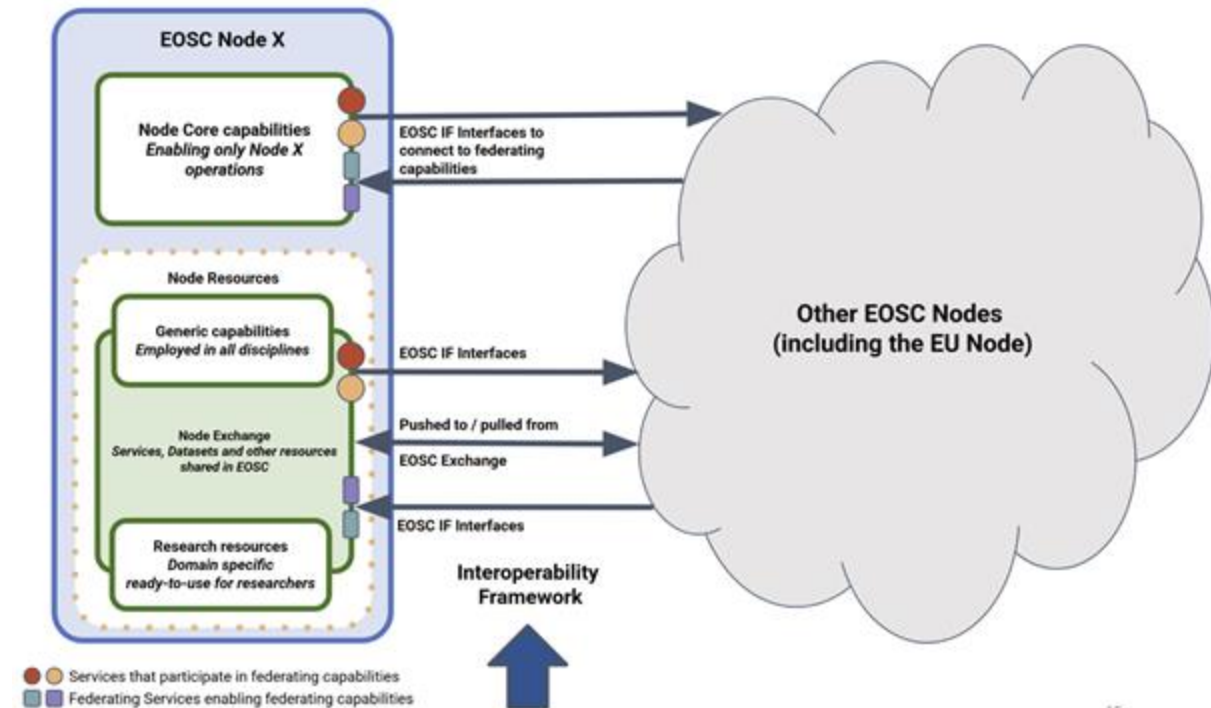 EOSC Node X
Node Core capabilities
Enabling only Node X
operations
EOSC IF Interfaces to
connect to federating
capabilities
Node Resources
Generic capabilities
Employed in all disciplines
EOSC IF Interfaces
Node Exchange
Services, Datasets and other resources
shared in EOSC
Pushed to / pulled from
EOSC Exchange
EOSC IF Interfaces
Research resources
Domain specific
ready-to-use for researchers
Other EOSC Nodes
(including the EU Node)
Interoperability
Framework
Services that participate in federating capabilities
Federating Services enabling federating capabilities